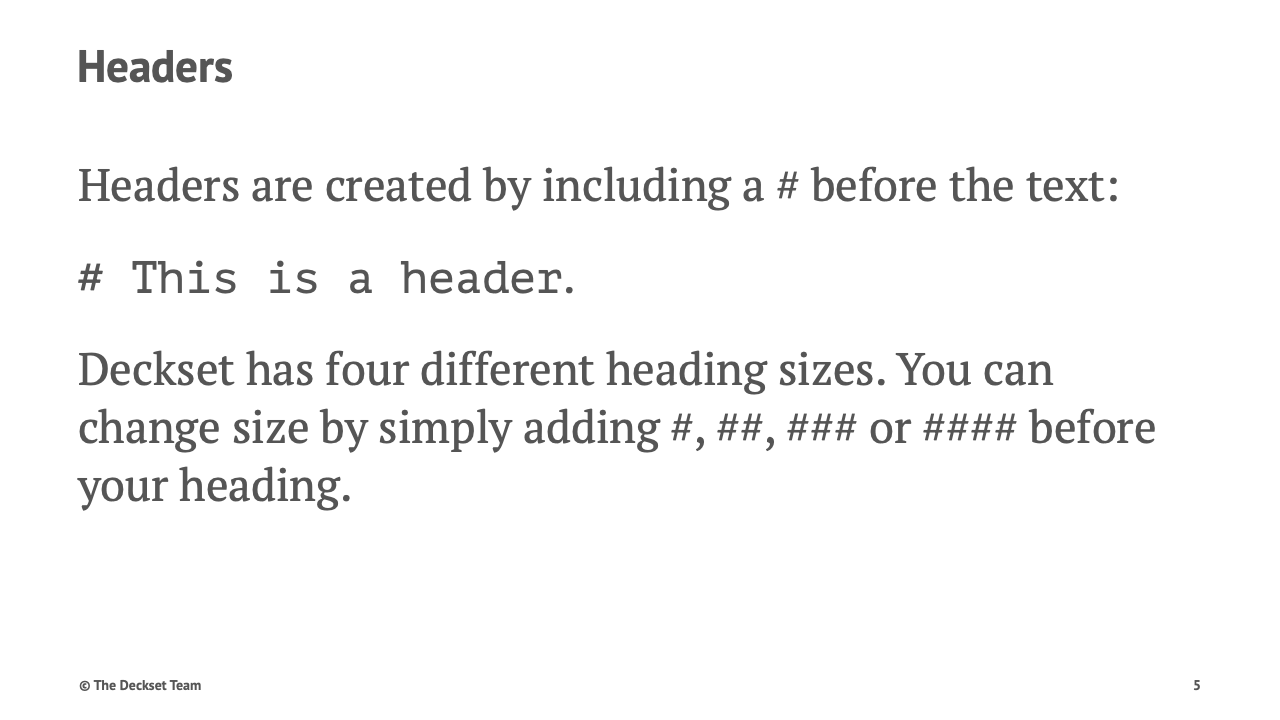 Headers
Headers are created by including a # before the text:
# This is a header.
Deckset has four different heading sizes. You can
change size by simply adding #, ##, ### or #### before
your heading.
© The Deckset Team
5